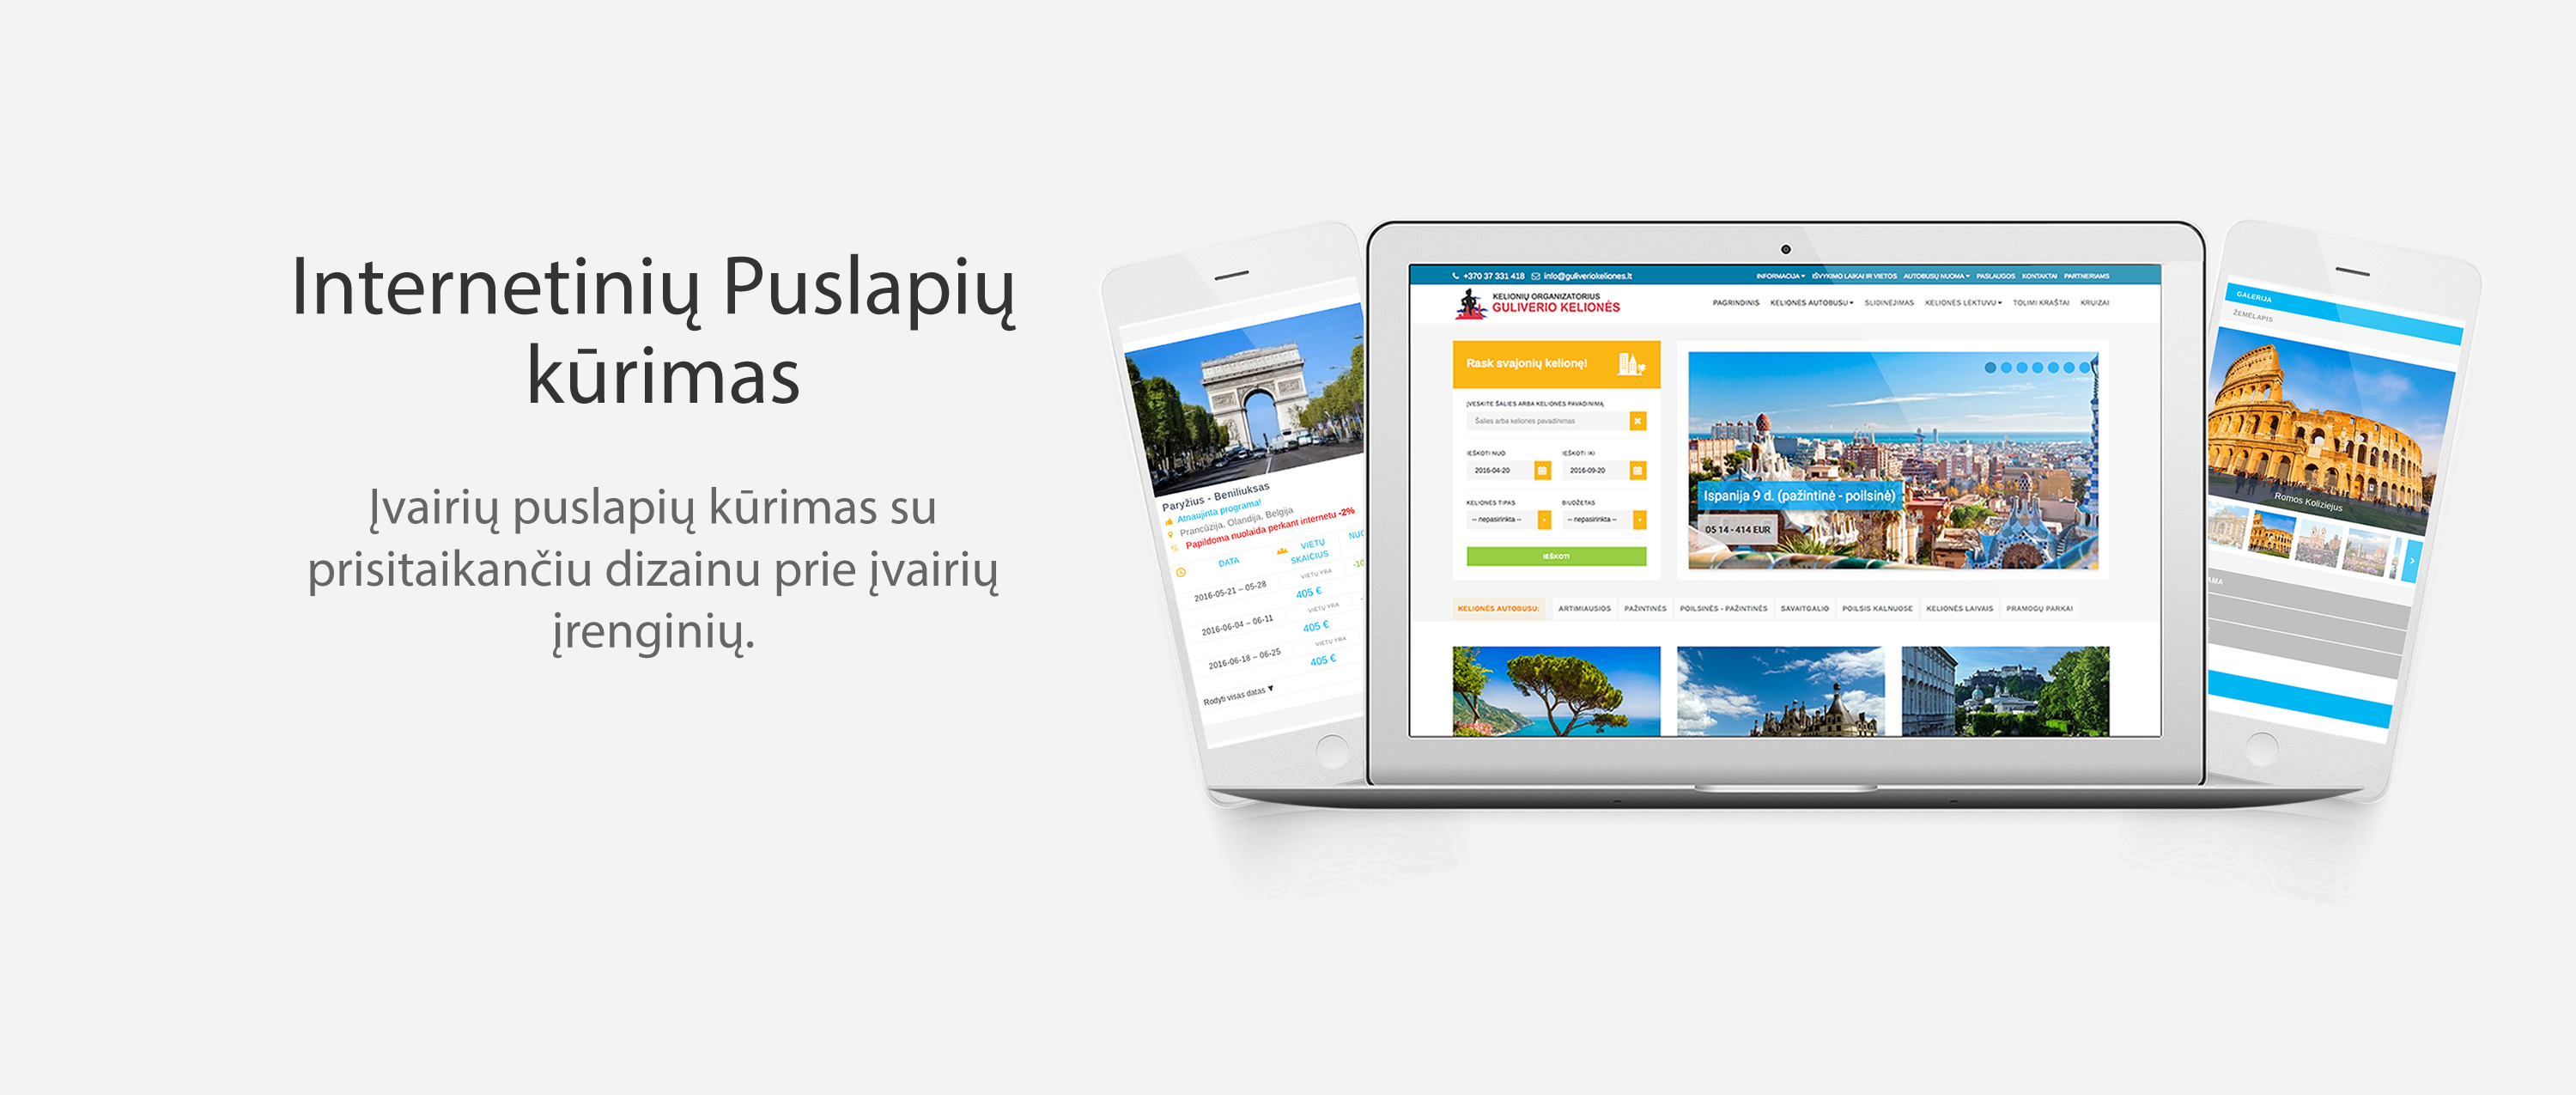 Internetinių Puslapių
kūrimas
Įvairių puslapių kūrimas su
prisitaikančiu dizainu prie įvairių
įrenginių.
Paryžius - Beniliuksas
Atnaujinta programa!
Prancūzija, Olandija, Belgija
Papildoma nuolaida perkant internetu -2%
DATA VIETŲ SKAIČIUS
VIETŲ YRA
2016-05-21 – 05-28 405 €
VIETŲ YRA
2016-06-04 – 06-11 405 €
VIETŲ YRA
2016-06-18 – 06-25 405 €
Rodyti visas datas ▼
+370 37 331 418 info@guliveriokeliones.lt INFORMACIJA IŠVYKIMO LAIKAI IR VIETOS AUTOBUSŲ NUOMA PASLAUGOS KONTAKTAI PARTNERIAMS
KELIONIŲ ORGANIZATORIUS
GULIVERIO KELIONĖS
PAGRINDINIS KELIONĖS AUTOBUSU SLIDINĖJIMAS KELIONĖS LĖKTUVU TOLIMI KRAŠTAI KRUIZAI
Rask svajonių kelionę!
ĮVESKITE ŠALIES ARBA KELIONĖS PAVADINIMĄ
Šalies arba kelionės pavadinimas
IEŠKOTI NUO IEŠKOTI IKI
2016-04-20 2016-09-20
KELIONĖS TIPAS BIUDŽETAS
-- nepasirinkta -- -- nepasirinkta --
IEŠKOTI
Ispanija 9 d. (pažintinė - poilsinė)
05 14 - 414 EUR
KELIONĖS AUTOBUSU: ARTIMIAUSIOS PAŽINTINĖS POILSINĖS - PAŽINTINĖS SAVAITGALIO POILSIS KALNUOSE KELIONĖS LAIVAIS PRAMOGŲ PARKAI
GALERIJA
ŽEMĖLAPIS
Romos Koliziejus